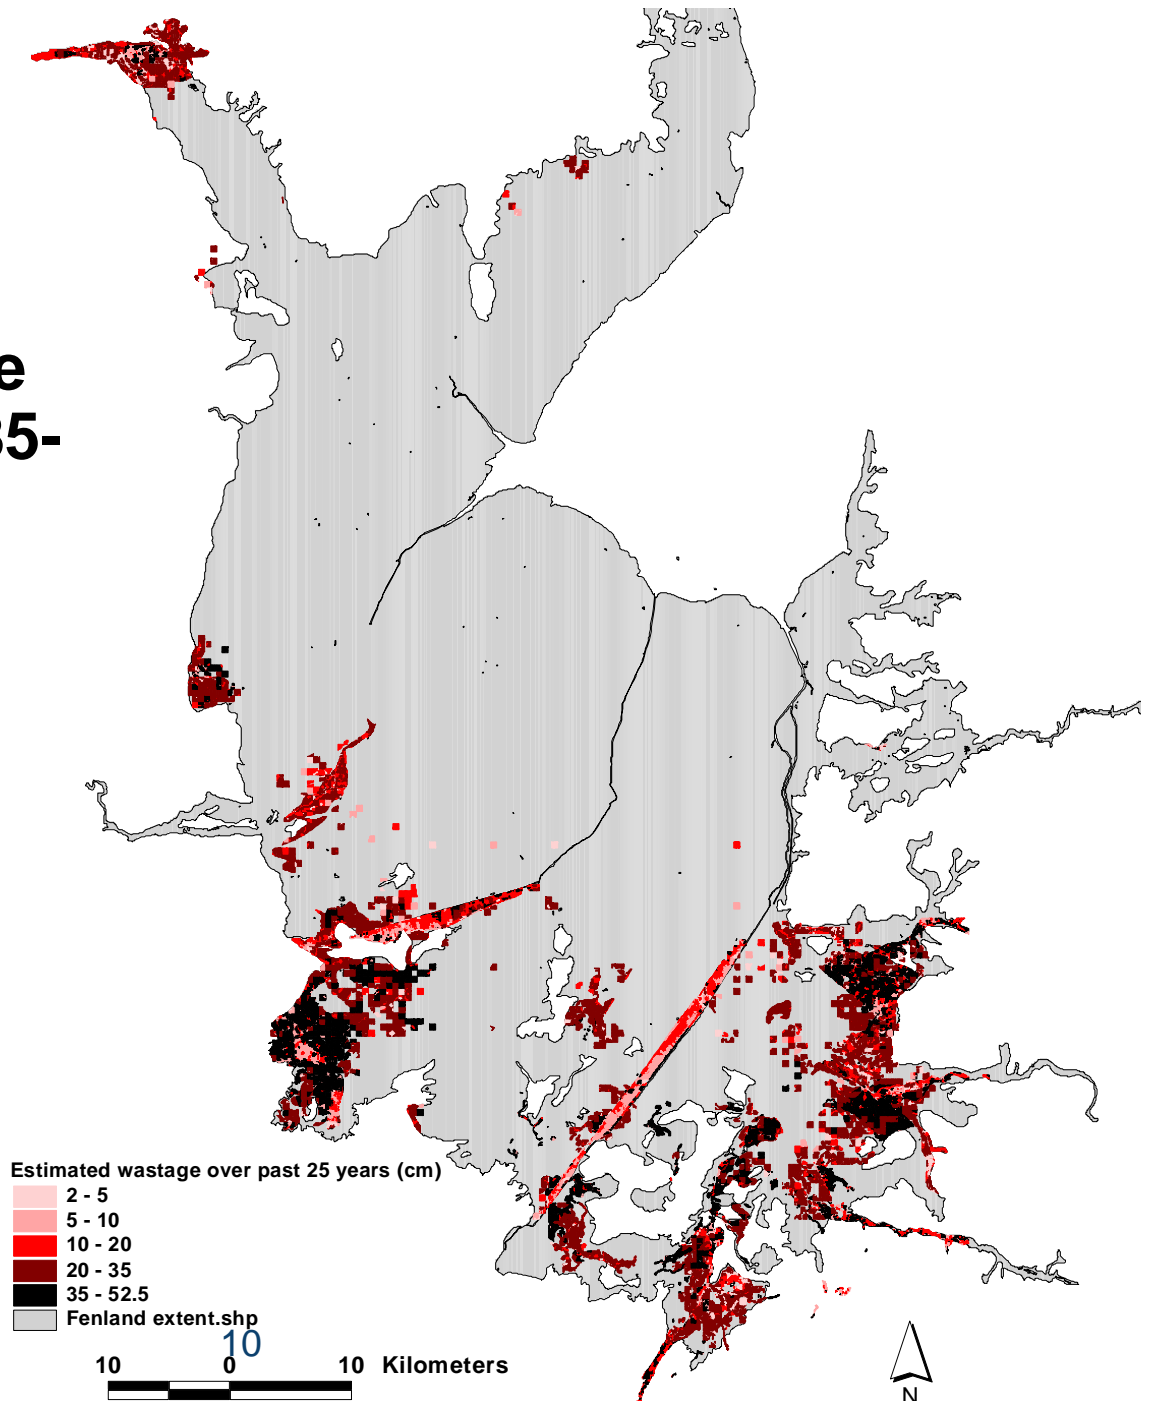 e
35-
Estimated wastage over past 25 years (cm)
2 - 5
5 - 10
10 - 20
20 - 35
35 - 52.5
Fenland extent.shp
10
10 0 10 Kilometers
N